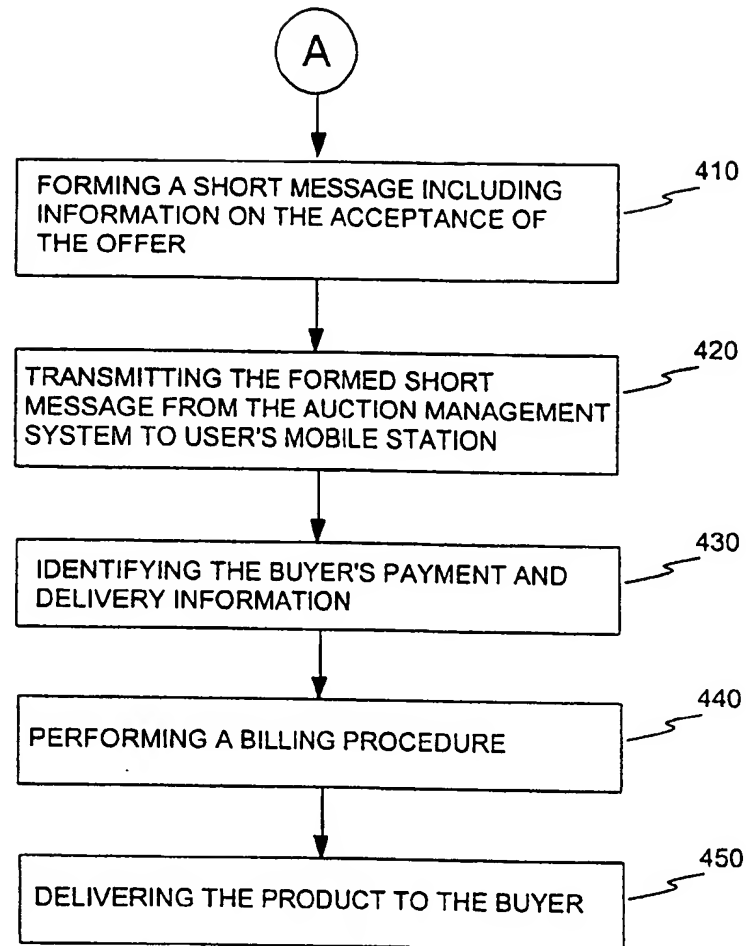 A
FORMING A SHORT MESSAGE INCLUDING
INFORMATION ON THE ACCEPTANCE OF
THE OFFER
410
TRANSMITTING THE FORMED SHORT
MESSAGE FROM THE AUCTION MANAGEMENT
SYSTEM TO USER'S MOBILE STATION
420
IDENTIFYING THE BUYER'S PAYMENT AND
DELIVERY INFORMATION
430
PERFORMING A BILLING PROCEDURE
440
DELIVERING THE PRODUCT TO THE BUYER
450